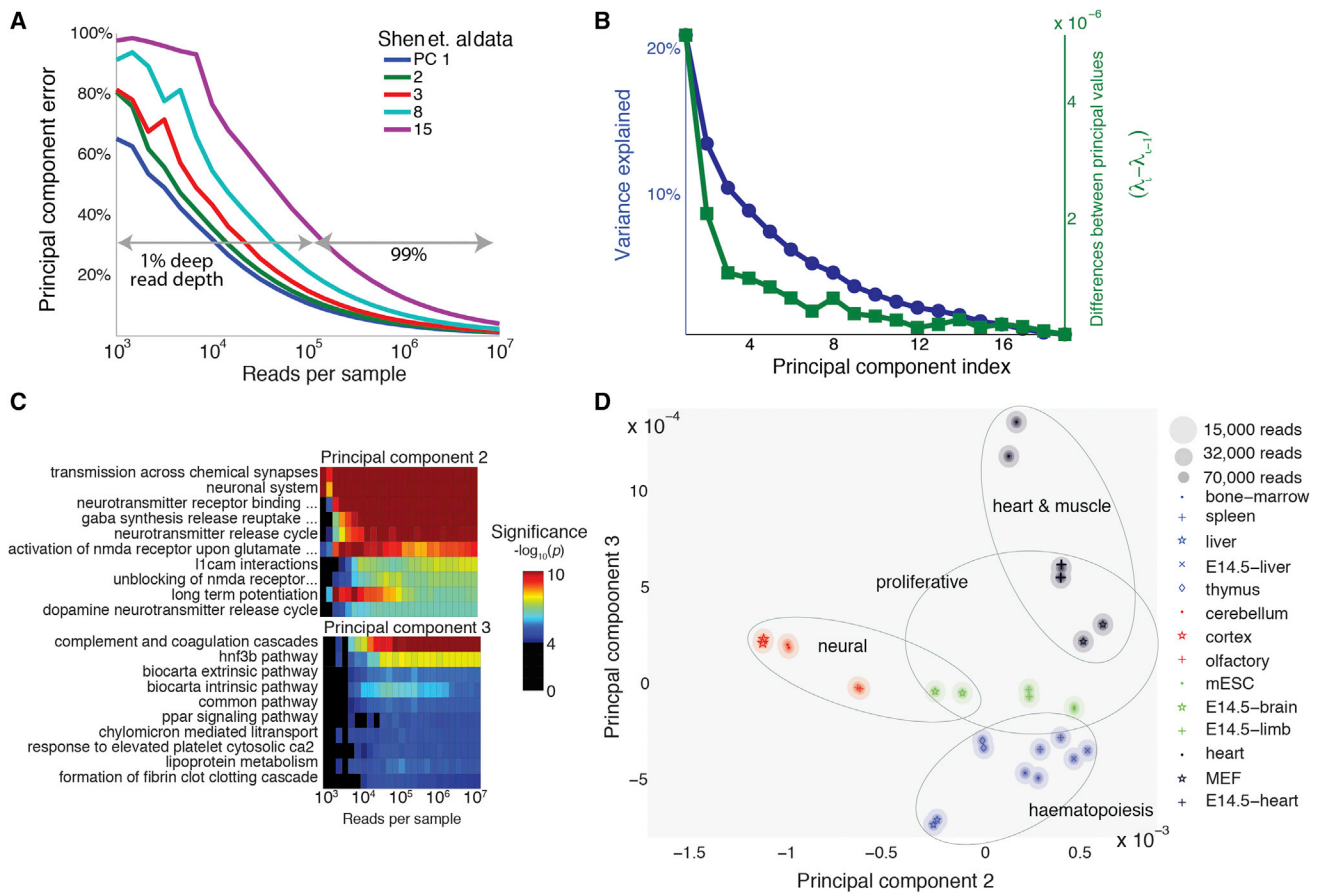 A
100%
80%
60%
40%
20%
Principal component error
Shen et. al data
PC 1
2
3
8
15
1% deep
read depth
99%
10³ 10⁴ 10⁵ 10⁶ 10⁷
Reads per sample
B
20%
10%
Variance explained
x 10⁻⁶
4
2
Differences between principal values
(λᵢ−λᵢ₋₁)
4 8 12 16
Principal component index
C
Principal component 2
transmission across chemical synapses
neuronal system
neurotransmitter receptor binding ...
gaba synthesis release reuptake ...
neurotransmitter release cycle
activation of nmda receptor upon glutamate ...
l1cam interactions
unblocking of nmda receptor...
long term potentiation
dopamine neurotransmitter release cycle
Principal component 3
complement and coagulation cascades
hnf3b pathway
biocarta extrinsic pathway
biocarta intrinsic pathway
common pathway
ppar signaling pathway
chylomicron mediated litransport
response to elevated platelet cytosolic ca2
lipoprotein metabolism
formation of fibrin clot clotting cascade
10³ 10⁴ 10⁵ 10⁶ 10⁷
Reads per sample
Significance
-log₁₀(p)
10
4
0
D
x 10⁻⁴
10
5
0
−5
Princpal compoonent 3
heart & muscle
proliferative
neural
haematopoiesis
x 10⁻³
−1.5 −1 −0.5 0 0.5
Principal component 2
15,000 reads
32,000 reads
70,000 reads
bone−marrow
spleen
liver
E14.5−liver
thymus
cerebellum
cortex
olfactory
mESC
E14.5−brain
E14.5−limb
heart
MEF
E14.5−heart